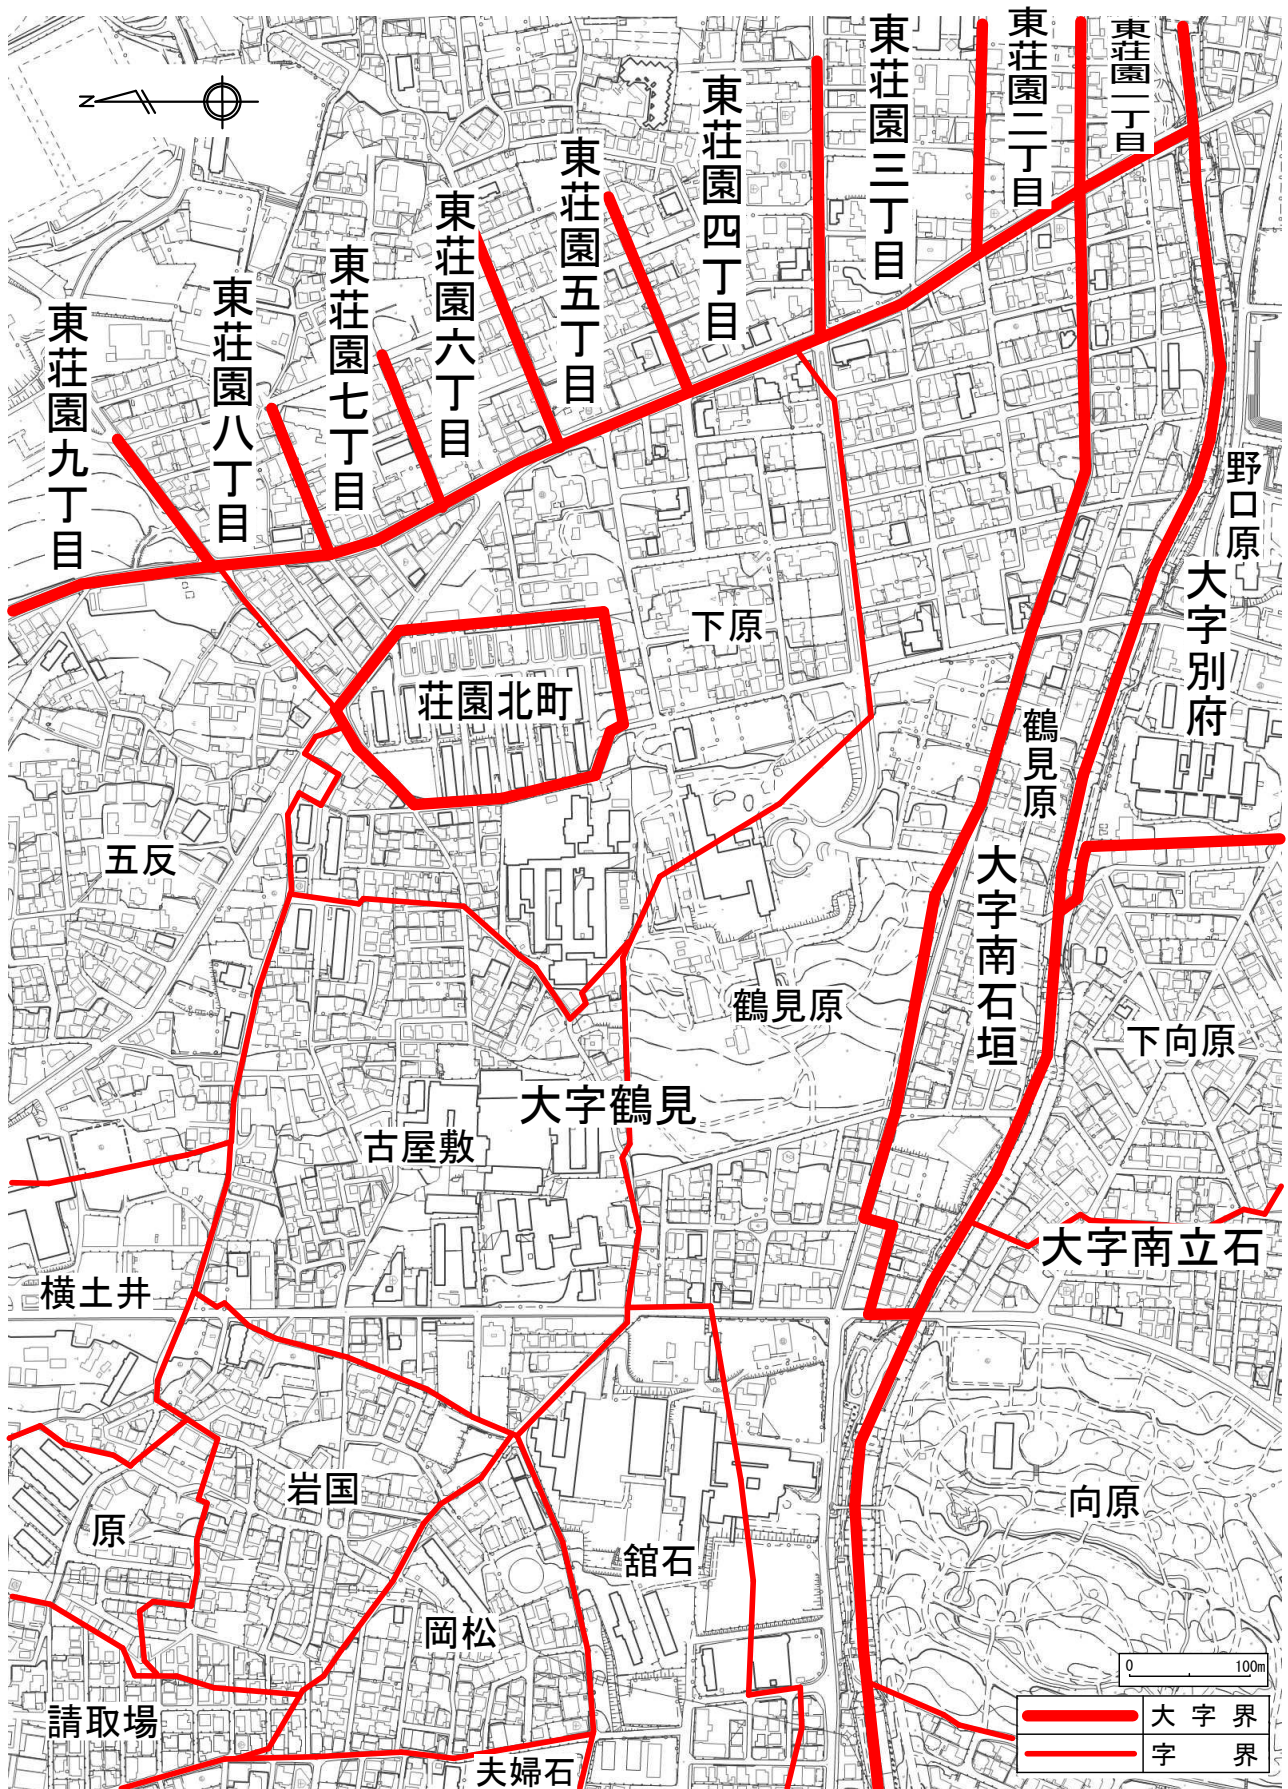 東荘園一丁目
東荘園二丁目
東荘園三丁目
東荘園四丁目
東荘園五丁目
東荘園六丁目
東荘園七丁目
東荘園八丁目
東荘園九丁目
N
野口原
大字別府
下原
荘園北町
鶴見原
五反
大字南石垣
鶴見原
下向原
大字鶴見
古屋敷
大字南立石
横土井
岩国
向原
原
舘石
岡松
請取場
夫婦石
0 100m
大字界
字界